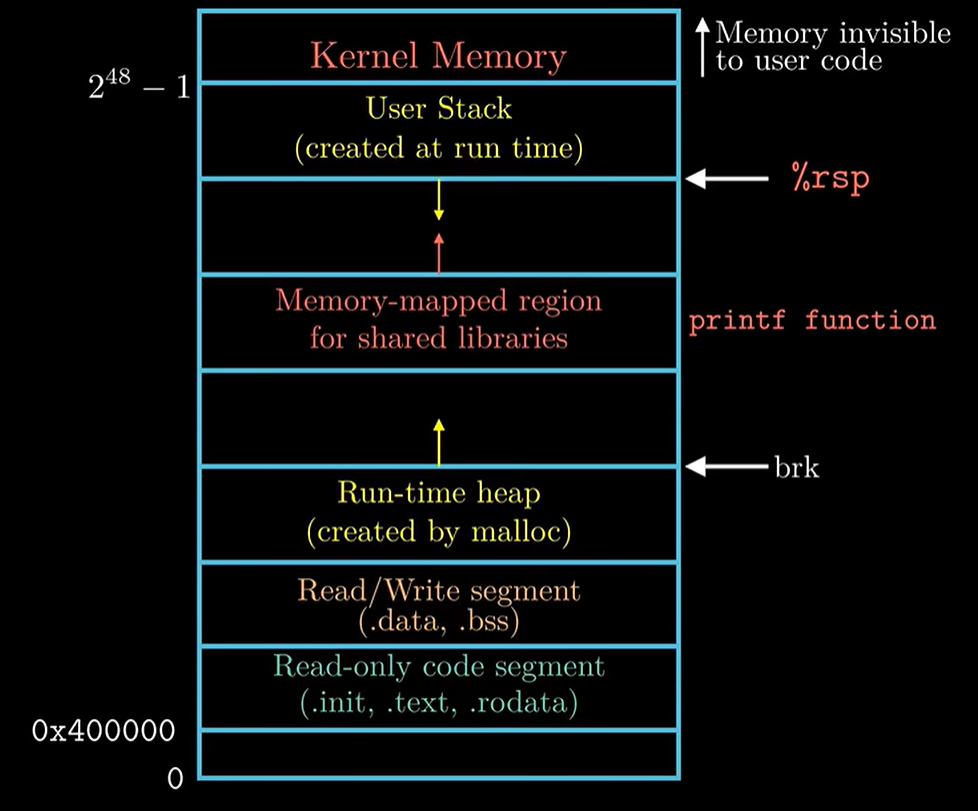 Memory invisible
to user code
Kernel Memory
2^48 − 1
User Stack
(created at run time)
%rsp
Memory-mapped region
for shared libraries
printf function
brk
Run-time heap
(created by malloc)
Read/Write segment
(.data, .bss)
Read-only code segment
(.init, .text, .rodata)
0x400000
0